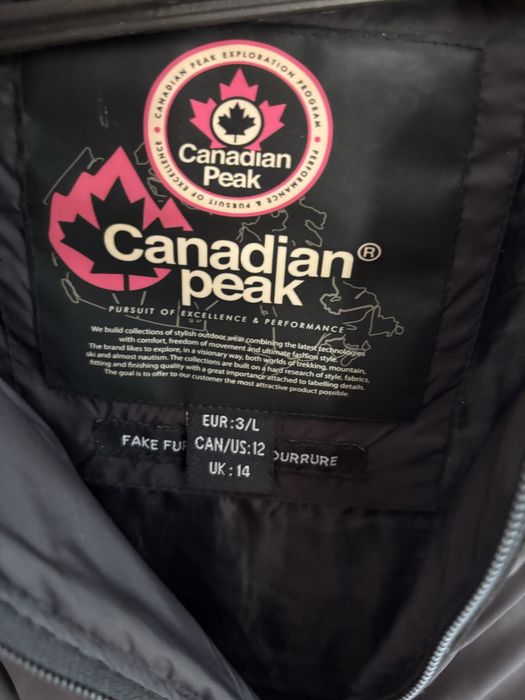 CANADIAN PEAK EXPLORATION PROGRAM
PERFORMANCE & PURSUIT OF EXCELLENCE
Canadian
Peak
Canadian®
peak
PURSUIT OF EXCELLENCE & PERFORMANCE
We build collections of stylish outdoor wear combining the latest technologies
with comfort, freedom of movement and ultimate fashion style.
The brand likes to explore, in a visionary way, both worlds of trekking, mountain,
ski and almost nautism. The collections are built on a hard research of style, fabrics,
fitting and finishing quality with a great importance attached to labelling details.
The goal is to offer to our customer the most attractive product possible.
EUR:3/L
FAKE FU CAN/US:12 OURRURE
UK:14